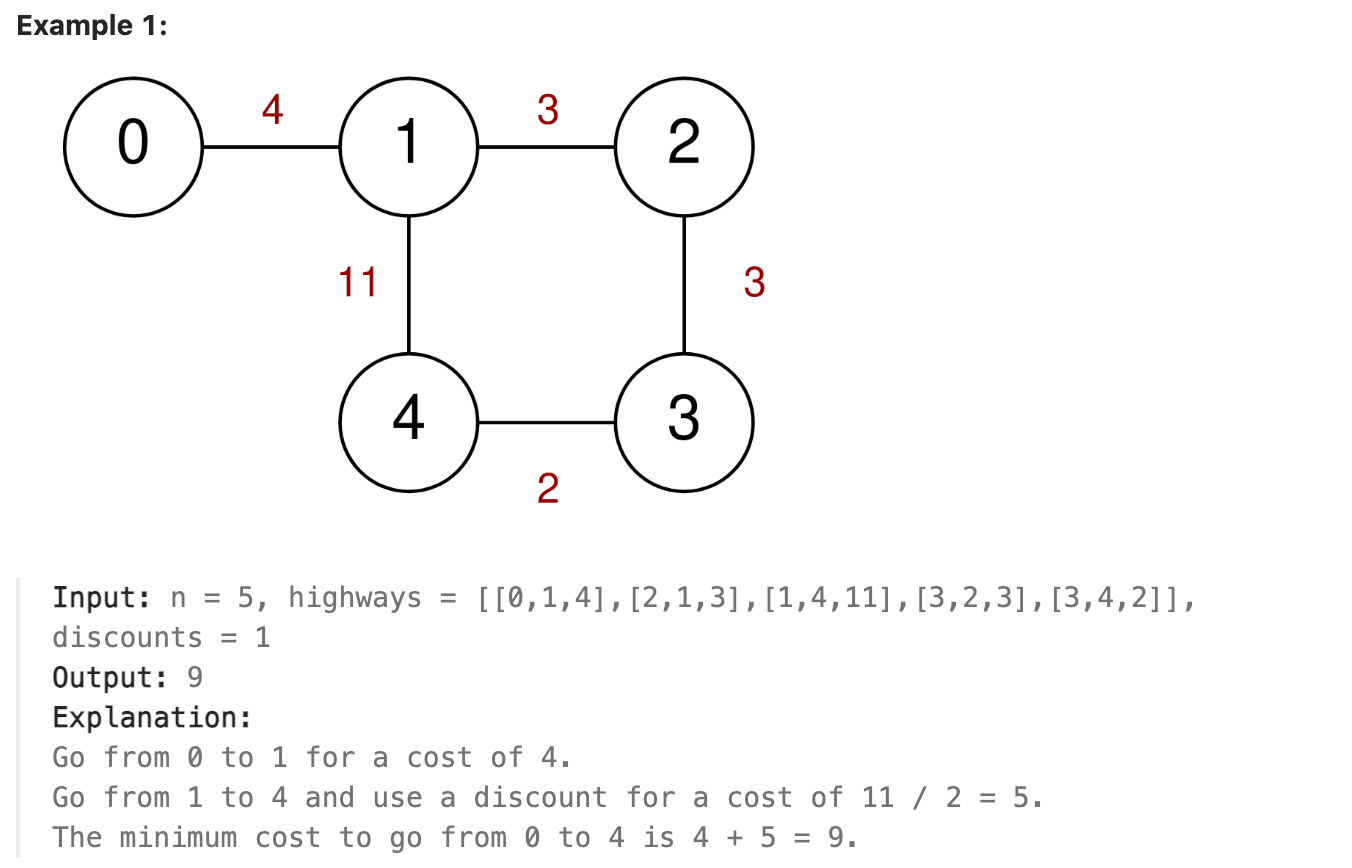 Example 1:
4
3
0
1
2
11
3
4
3
2
Input: n = 5, highways = [[0,1,4],[2,1,3],[1,4,11],[3,2,3],[3,4,2]],
discounts = 1
Output: 9
Explanation:
Go from 0 to 1 for a cost of 4.
Go from 1 to 4 and use a discount for a cost of 11 / 2 = 5.
The minimum cost to go from 0 to 4 is 4 + 5 = 9.